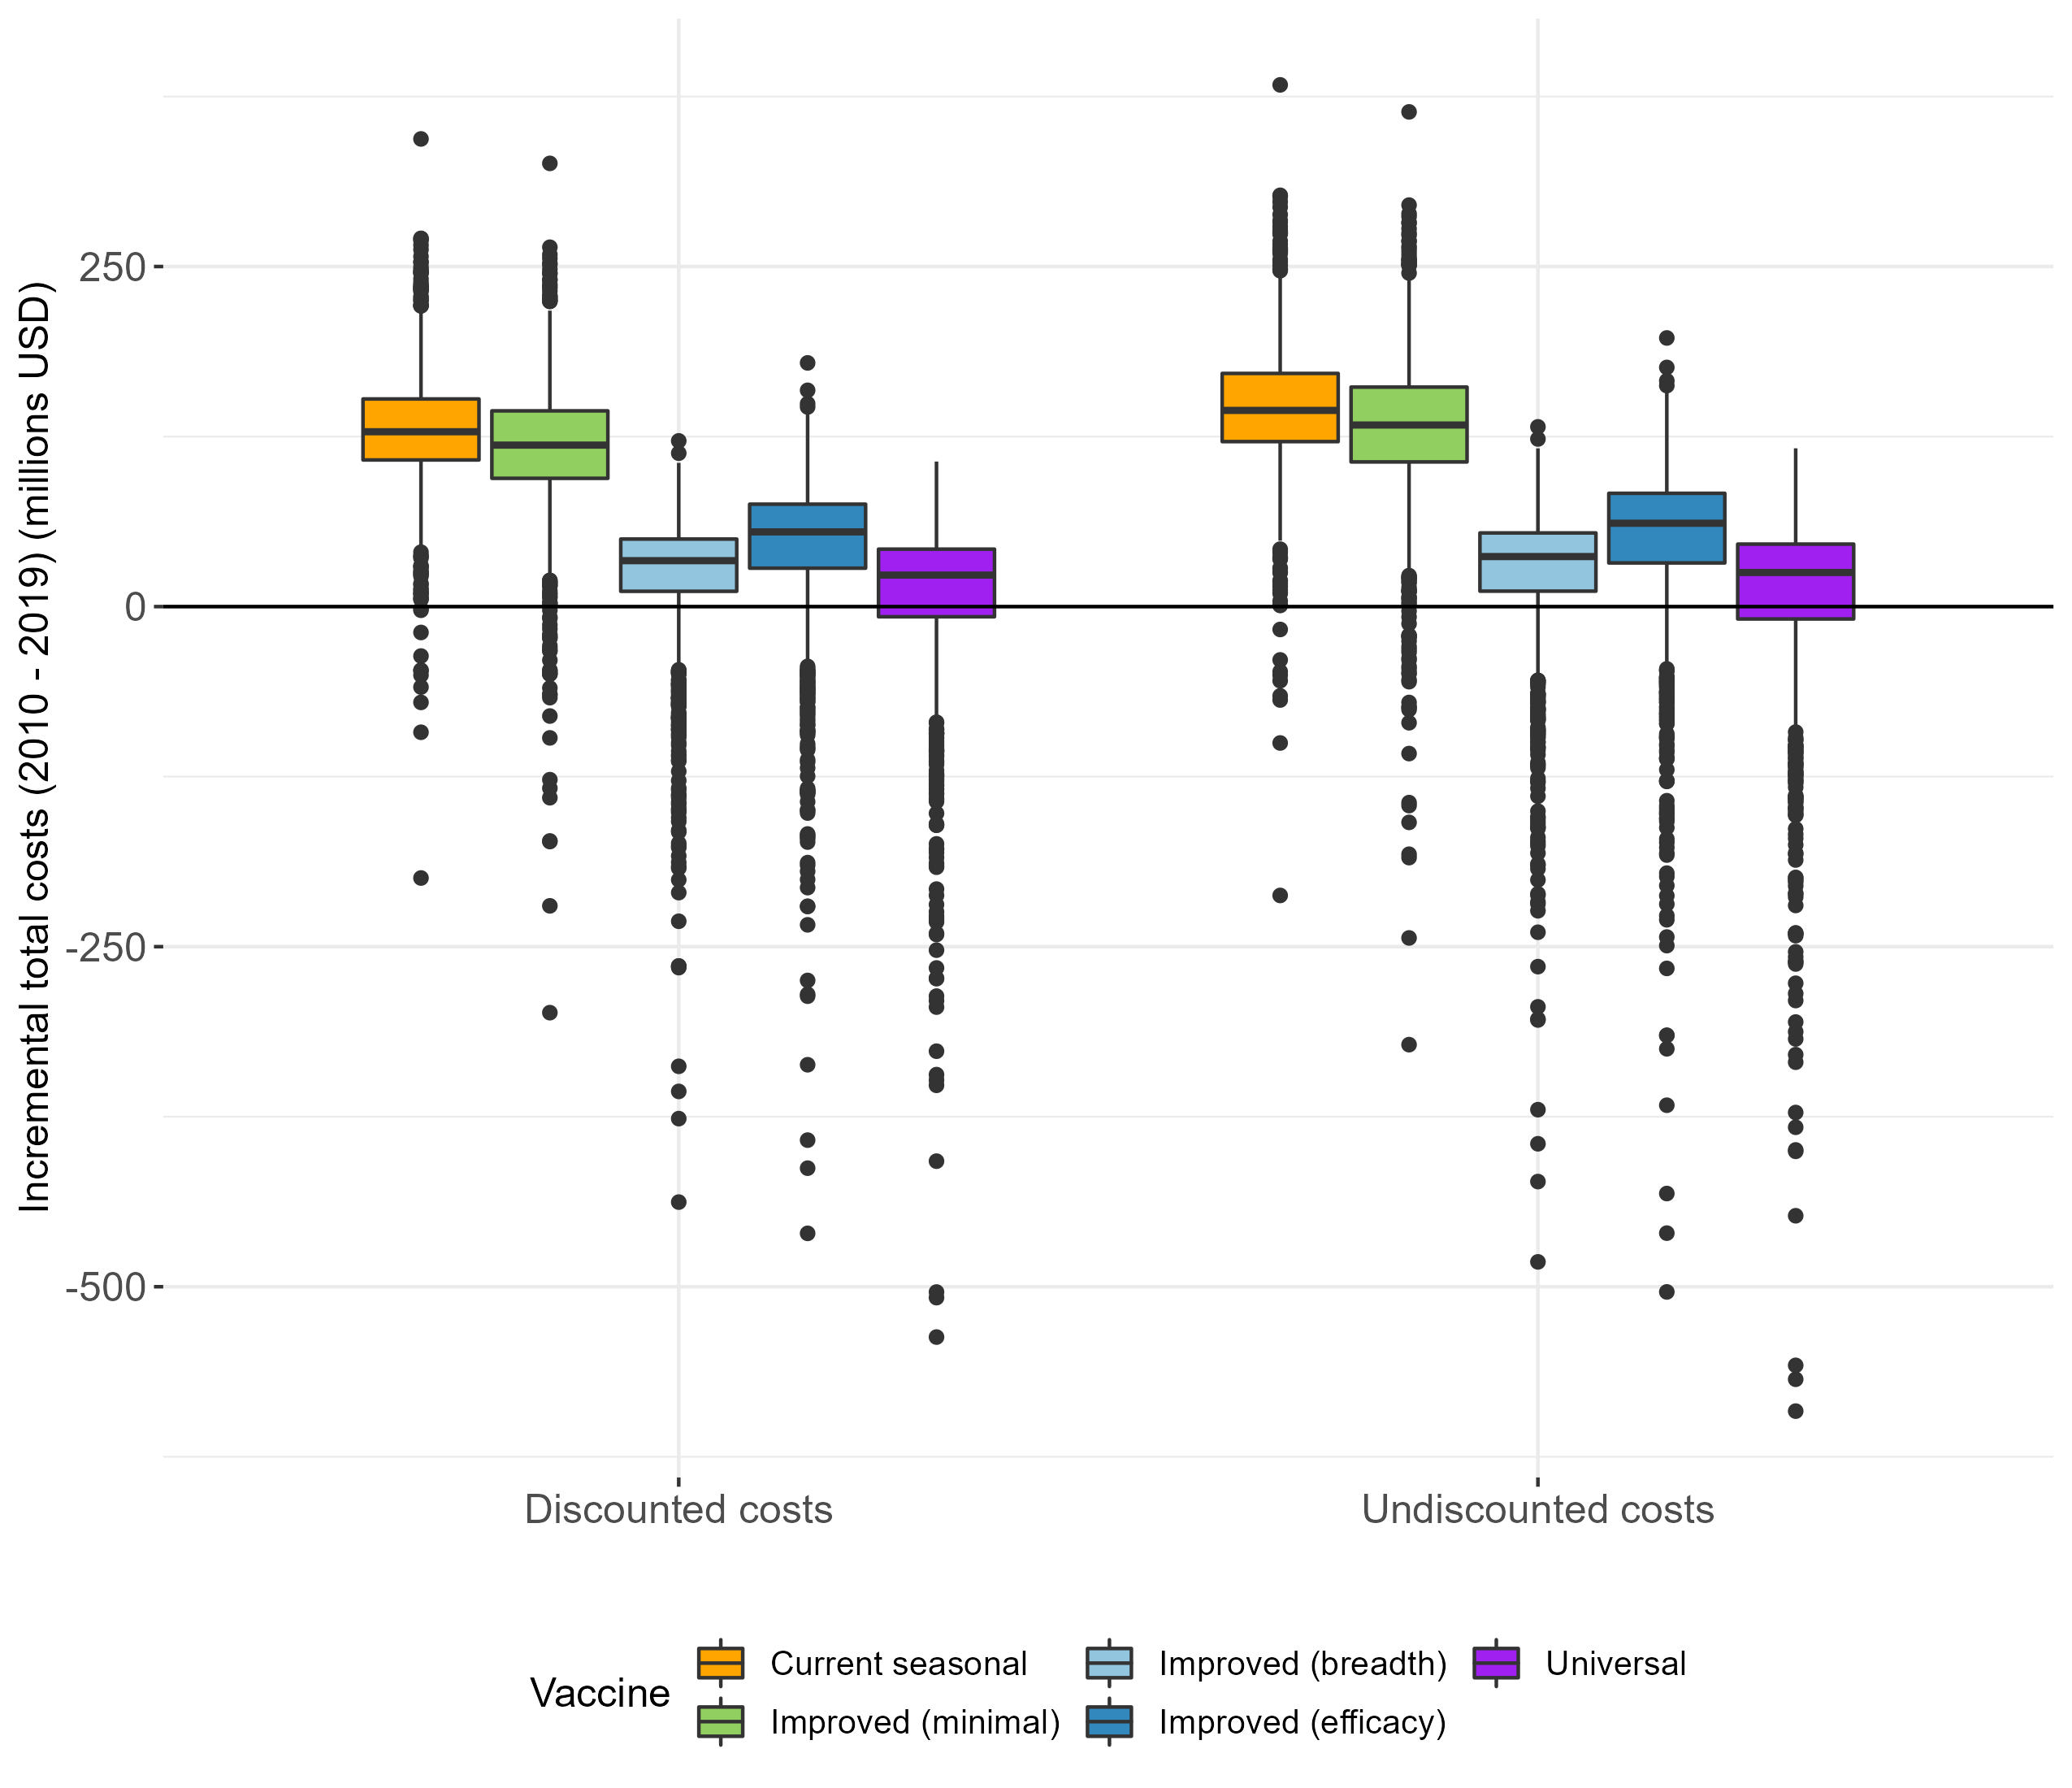 Incremental total costs (2010 - 2019) (millions USD)
250
0
-250
-500
Discounted costs
Undiscounted costs
Vaccine
Current seasonal
Improved (minimal)
Improved (breadth)
Improved (efficacy)
Universal